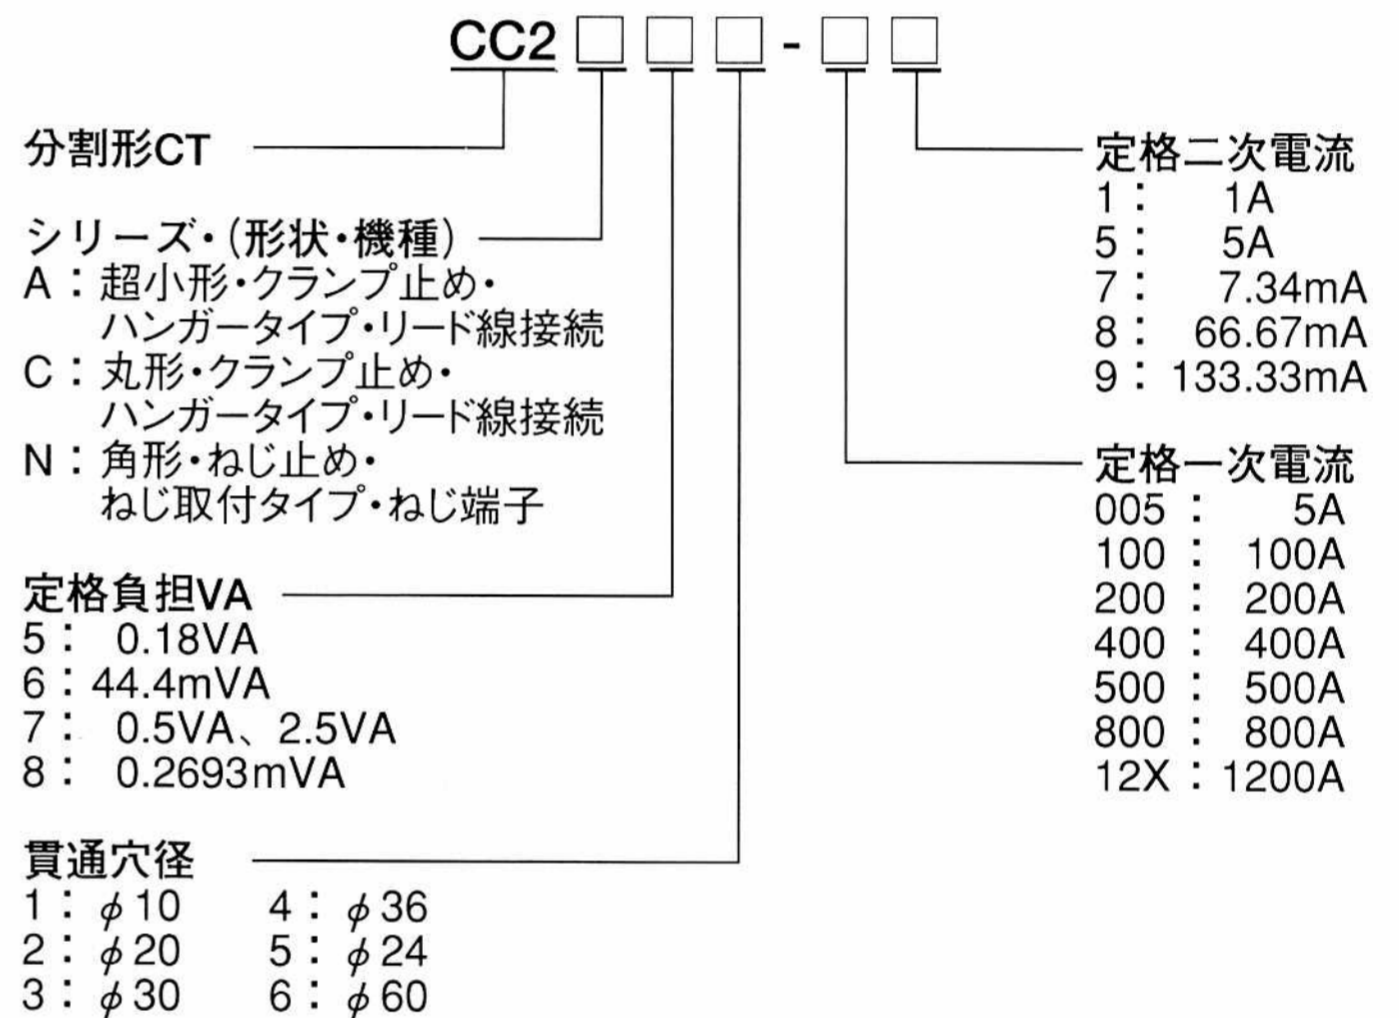 CC2□□□-□□
分割形CT
シリーズ・(形状・機種)
A：超小形・クランプ止め・
ハンガータイプ・リード線接続
C：丸形・クランプ止め・
ハンガータイプ・リード線接続
N：角形・ねじ止め・
ねじ取付タイプ・ねじ端子
定格負担VA
5： 0.18VA
6：44.4mVA
7： 0.5VA、2.5VA
8： 0.2693mVA
貫通穴径
1：φ10 4：φ36
2：φ20 5：φ24
3：φ30 6：φ60
定格二次電流
1： 1A
5： 5A
7： 7.34mA
8： 66.67mA
9：133.33mA
定格一次電流
005： 5A
100： 100A
200： 200A
400： 400A
500： 500A
800： 800A
12X：1200A